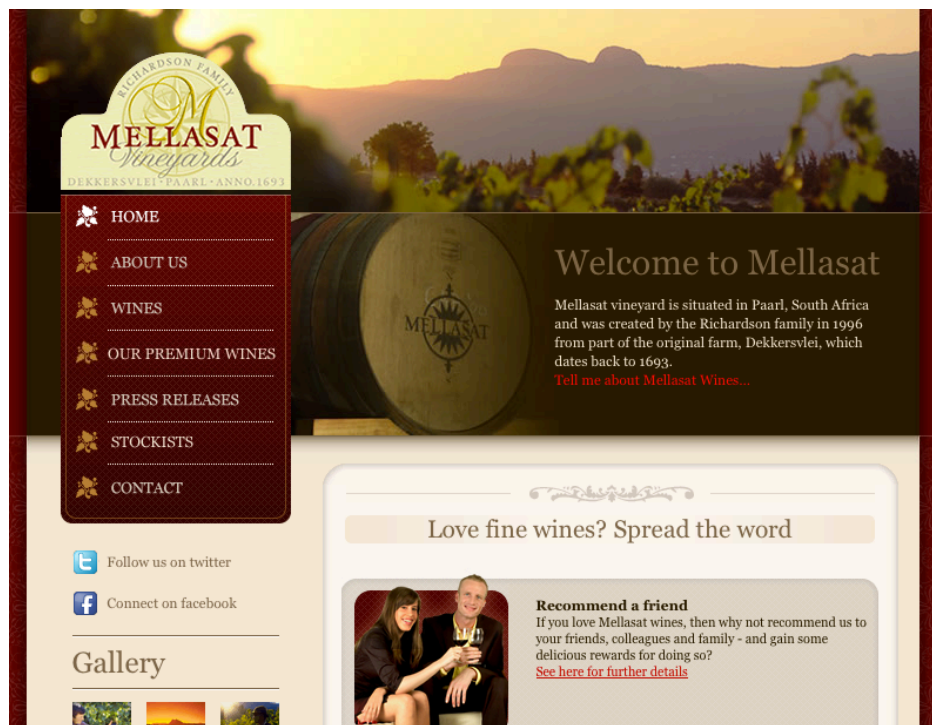 RICHARDSON FAMILY
M
MELLASAT
Vineyards
DEKKERSVLEI · PAARL · ANNO.1693
HOME
ABOUT US
WINES
OUR PREMIUM WINES
PRESS RELEASES
STOCKISTS
CONTACT
MELLASAT
Welcome to Mellasat
Mellasat vineyard is situated in Paarl, South Africa
and was created by the Richardson family in 1996
from part of the original farm, Dekkersvlei, which
dates back to 1693.
Tell me about Mellasat Wines...
Follow us on twitter
Connect on facebook
Gallery
Love fine wines? Spread the word
Recommend a friend
If you love Mellasat wines, then why not recommend us to
your friends, colleagues and family - and gain some
delicious rewards for doing so?
See here for further details